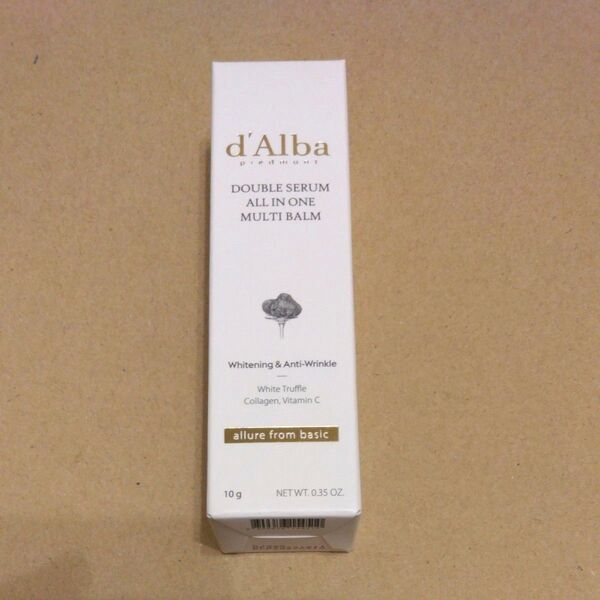 d'Alba
piedmont
DOUBLE SERUM
ALL IN ONE
MULTI BALM
Whitening & Anti-Wrinkle
White Truffle
Collagen, Vitamin C
allure from basic
10 g NET WT. 0.35 OZ.